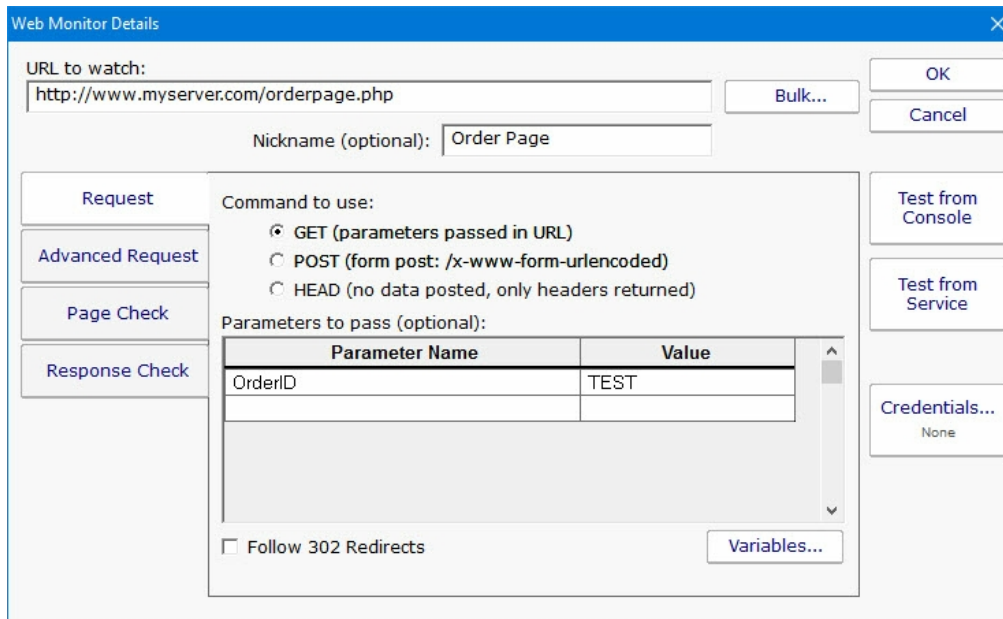 Web Monitor Details
URL to watch:
http://www.myserver.com/orderpage.php
Bulk...
OK
Cancel
Nickname (optional):
Order Page
Request
Advanced Request
Page Check
Response Check
Command to use:
GET (parameters passed in URL)
POST (form post: /x-www-form-urlencoded)
HEAD (no data posted, only headers returned)
Parameters to pass (optional):
Parameter Name Value
OrderID TEST
Follow 302 Redirects
Variables...
Test from
Console
Test from
Service
Credentials...
None